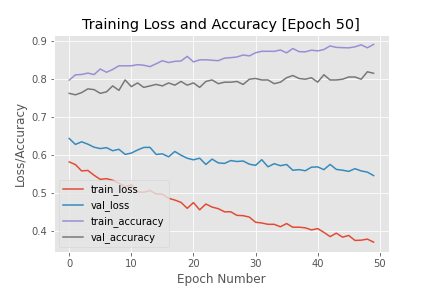 Training Loss and Accuracy [Epoch 50]
Loss/Accuracy
0.9
0.8
0.7
0.6
0.5
0.4
train_loss
val_loss
train_accuracy
val_accuracy
0 10 20 30 40 50
Epoch Number